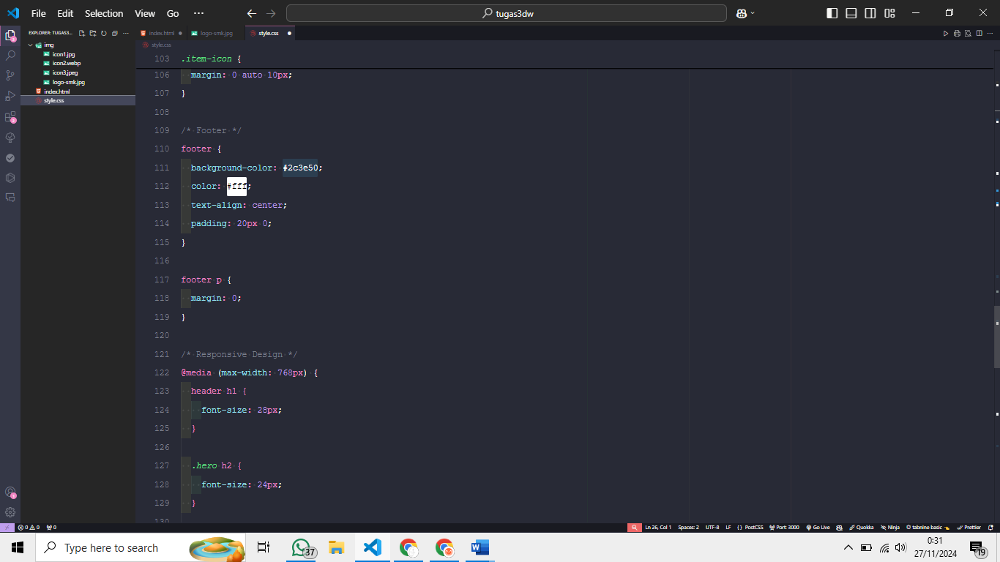 File Edit Selection View Go ··· tugas3dw
EXPLORER: TUGAS3...
img
icon1.jpg
icon2.webp
icon3.jpeg
logo-smk.jpg
index.html
style.css
index.html logo-smk.jpg style.css
style.css
103 .item-icon {
106 margin: 0 auto 10px;
107 }
108
109 /* Footer */
110 footer {
111 background-color: #2c3e50;
112 color: #fff;
113 text-align: center;
114 padding: 20px 0;
115 }
116
117 footer p {
118 margin: 0;
119 }
120
121 /* Responsive Design */
122 @media (max-width: 768px) {
123 header h1 {
124 font-size: 28px;
125 }
126
127 .hero h2 {
128 font-size: 24px;
129 }
130
0 0 0 Ln 26, Col 1 Spaces: 2 UTF-8 LF {} PostCSS Port: 3000 Go Live Quokka Ninja tabnine basic Prettier
Type here to search 37 0:31 19
27/11/2024